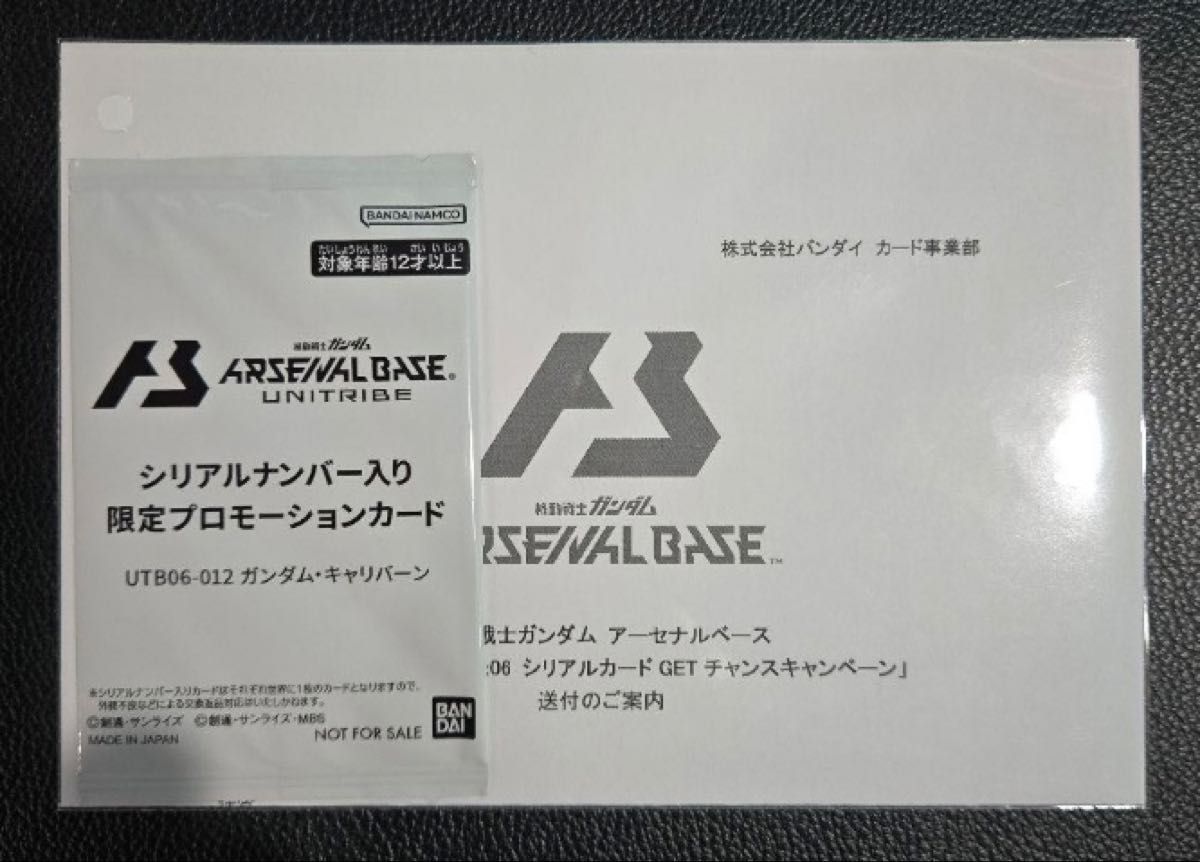 BANDAI NAMCO
たいしょうねんれい さい いじょう
対象年齢12才以上
機動戦士ガンダム
ARSENAL BASE®
UNITRIBE
シリアルナンバー入り
限定プロモーションカード
UTB06-012 ガンダム・キャリバーン
※シリアルナンバー入りカードはそれぞれ世界に1枚のカードとなりますので、
外観不良などによる交換返品対応はいたしかねます。
©創通・サンライズ ©創通・サンライズ・MBS
MADE IN JAPAN
NOT FOR SALE
BAN
DAI
株式会社バンダイ カード事業部
機動戦士ガンダム
RSENAL BASE™
戦士ガンダム アーセナルベース
:06 シリアルカード GET チャンスキャンペーン」
送付のご案内